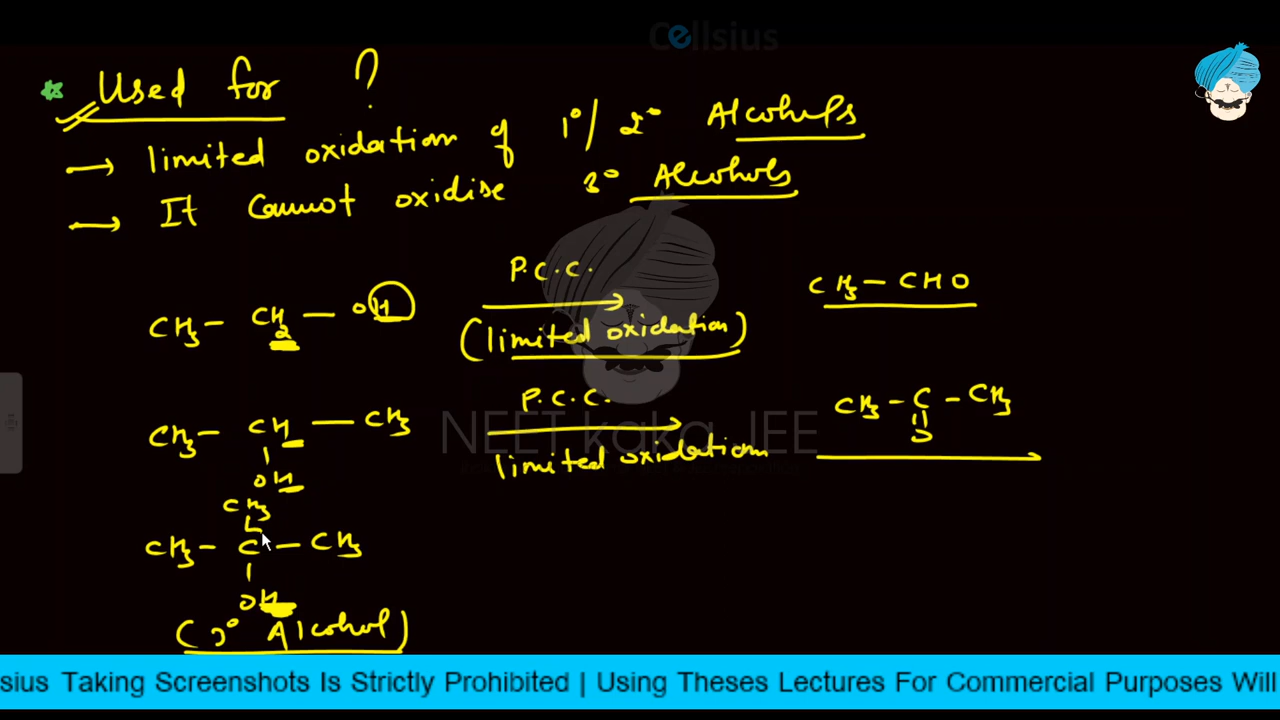 Cellsius
Used for ?
→ limited oxidation of 1°/2° Alcohols
→ It cannot oxidise 3° Alcohols
CH3 - CH2 - OH P.C.C. (limited oxidation) CH3 - CHO
CH3 - CH - CH3 P.C.C. limited oxidation CH3 - C - CH3
OH O
NEET kaka JEE
CH3
CH3 - C - CH3
OH
(3° Alcohol)
sius Taking Screenshots Is Strictly Prohibited | Using Theses Lectures For Commercial Purposes Will